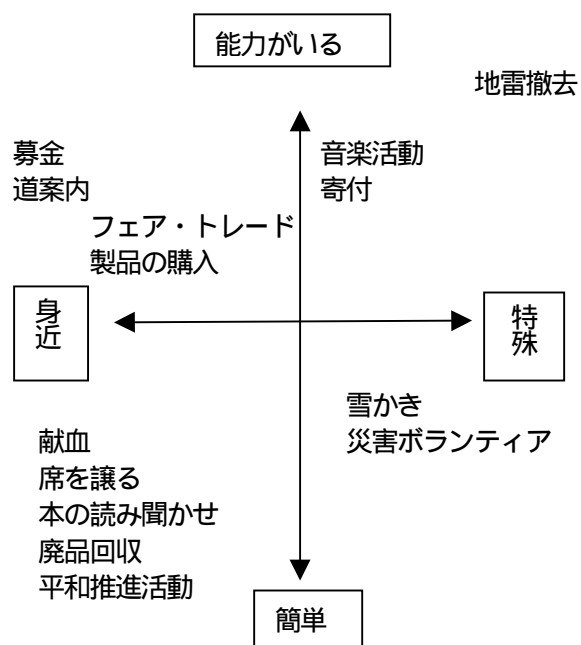 能力がいる
地雷撤去
募金
道案内
音楽活動
寄付
フェア・トレード
製品の購入
身近
特殊
雪かき
災害ボランティア
献血
席を譲る
本の読み聞かせ
廃品回収
平和推進活動
簡単